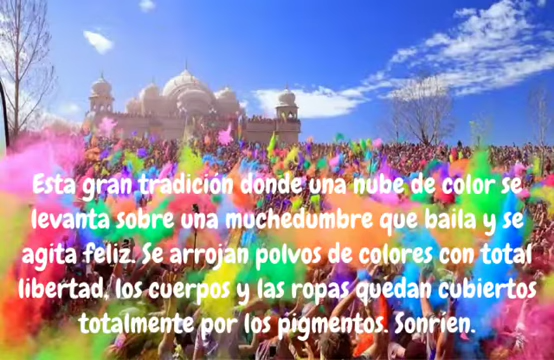 Esta gran tradición donde una nube de color se
levanta sobre una muchedumbre que baila y se
agita feliz. Se arrojan polvos de colores con total
libertad, los cuerpos y las ropas quedan cubiertos
totalmente por los pigmentos. Sonríen.